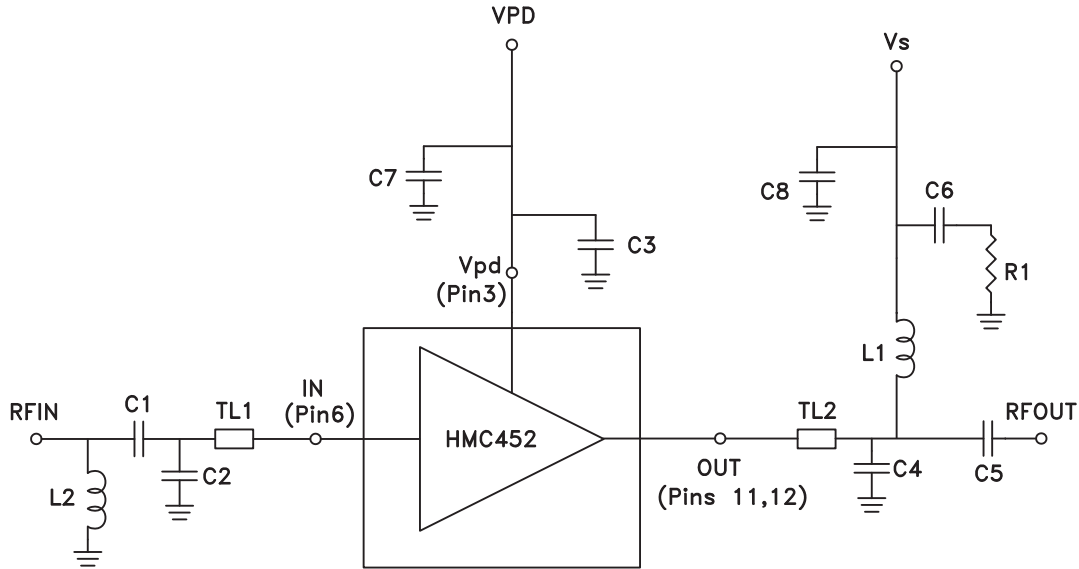 VPD
Vs
C7
C8
C6
C3
Vpd
(Pin3)
R1
L1
IN
(Pin6)
RFIN
C1
TL1
HMC452
TL2
RFOUT
L2
C2
OUT
(Pins 11,12)
C4
C5